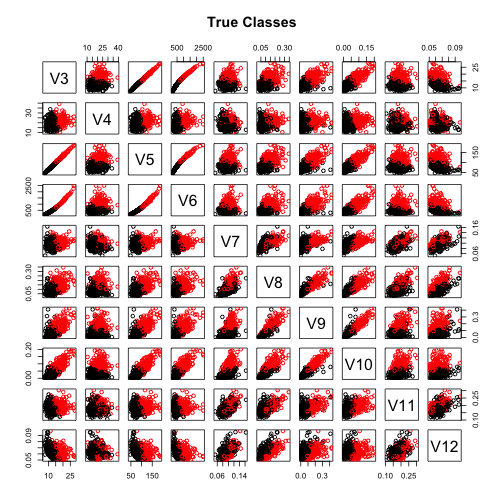 True Classes
10 25 40
500 2500
0.05 0.30
0.00 0.15
0.05 0.09
V3
10 25
V4
10 30
V5
50 150
V6
500 2500
V7
0.06 0.16
V8
0.05 0.30
V9
0.0 0.3
V10
0.00 0.20
V11
0.10 0.25
V12
0.05 0.09
10 25
50 150
0.06 0.14
0.0 0.3
0.10 0.25